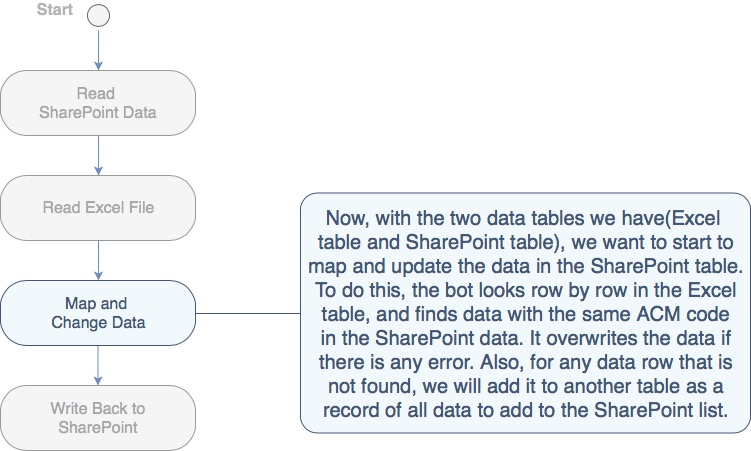 Start
Read
SharePoint Data
Read Excel File
Map and
Change Data
Now, with the two data tables we have(Excel
table and SharePoint table), we want to start to
map and update the data in the SharePoint table.
To do this, the bot looks row by row in the Excel
table, and finds data with the same ACM code
in the SharePoint data. It overwrites the data if
there is any error. Also, for any data row that is
not found, we will add it to another table as a
record of all data to add to the SharePoint list.
Write Back to
SharePoint